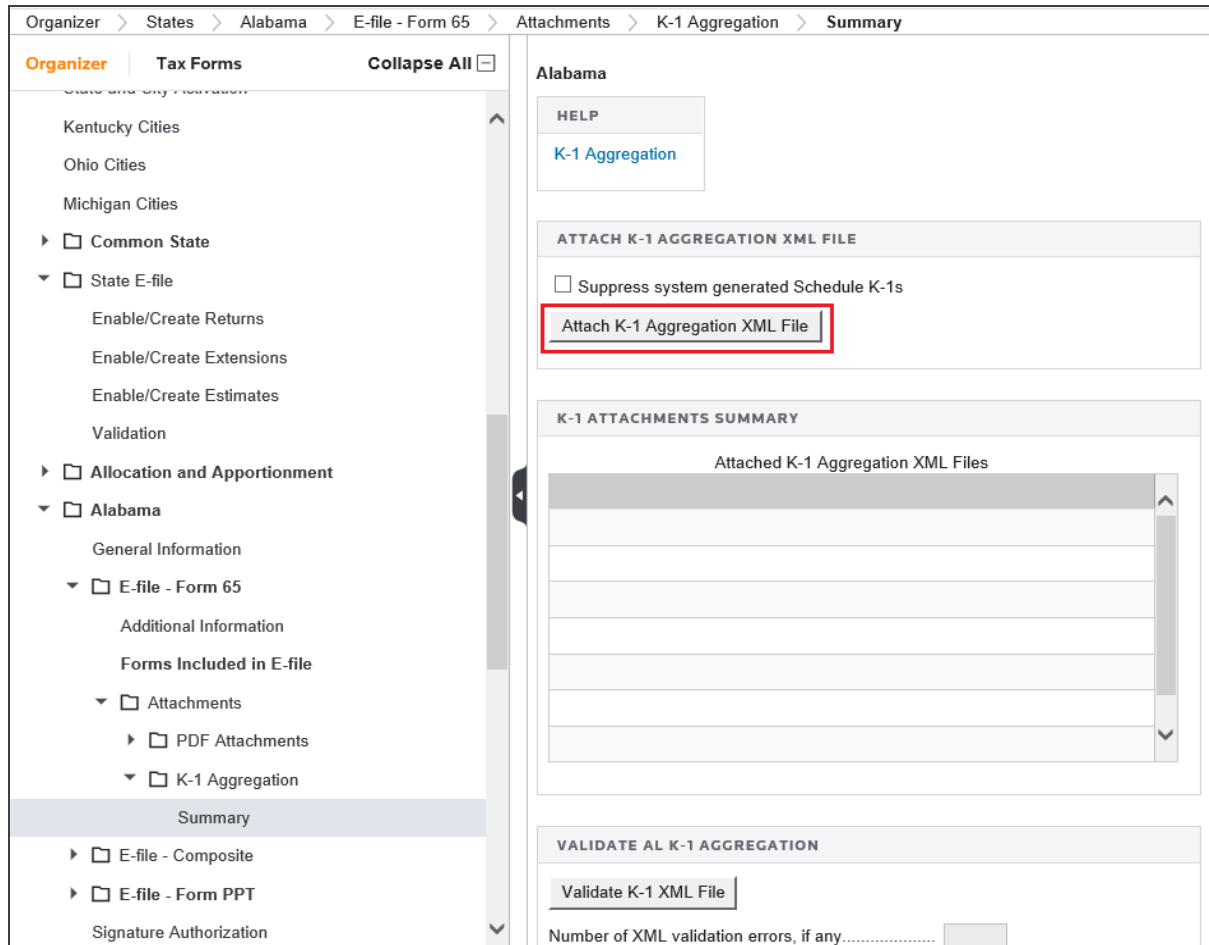 Organizer States Alabama E-file - Form 65 Attachments K-1 Aggregation Summary
Organizer Tax Forms Collapse All
State and City Activation
Kentucky Cities
Ohio Cities
Michigan Cities
Common State
State E-file
Enable/Create Returns
Enable/Create Extensions
Enable/Create Estimates
Validation
Allocation and Apportionment
Alabama
General Information
E-file - Form 65
Additional Information
Forms Included in E-file
Attachments
PDF Attachments
K-1 Aggregation
Summary
E-file - Composite
E-file - Form PPT
Signature Authorization
Alabama
HELP
K-1 Aggregation
ATTACH K-1 AGGREGATION XML FILE
Suppress system generated Schedule K-1s
Attach K-1 Aggregation XML File
K-1 ATTACHMENTS SUMMARY
Attached K-1 Aggregation XML Files
VALIDATE AL K-1 AGGREGATION
Validate K-1 XML File
Number of XML validation errors, if any....................